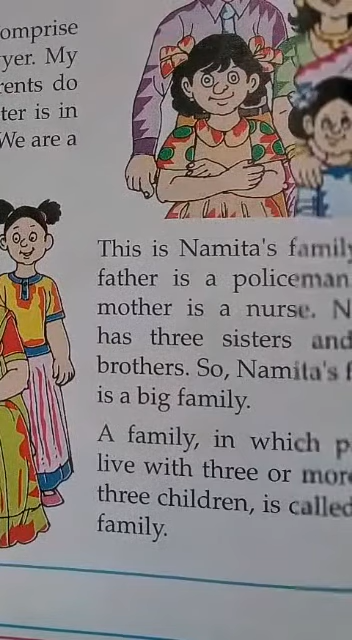 omprise
yer. My
rents do
ter is in
We are a
This is Namita's family
father is a policeman.
mother is a nurse. N
has three sisters and
brothers. So, Namita's f
is a big family.
A family, in which p
live with three or more
three children, is called
family.